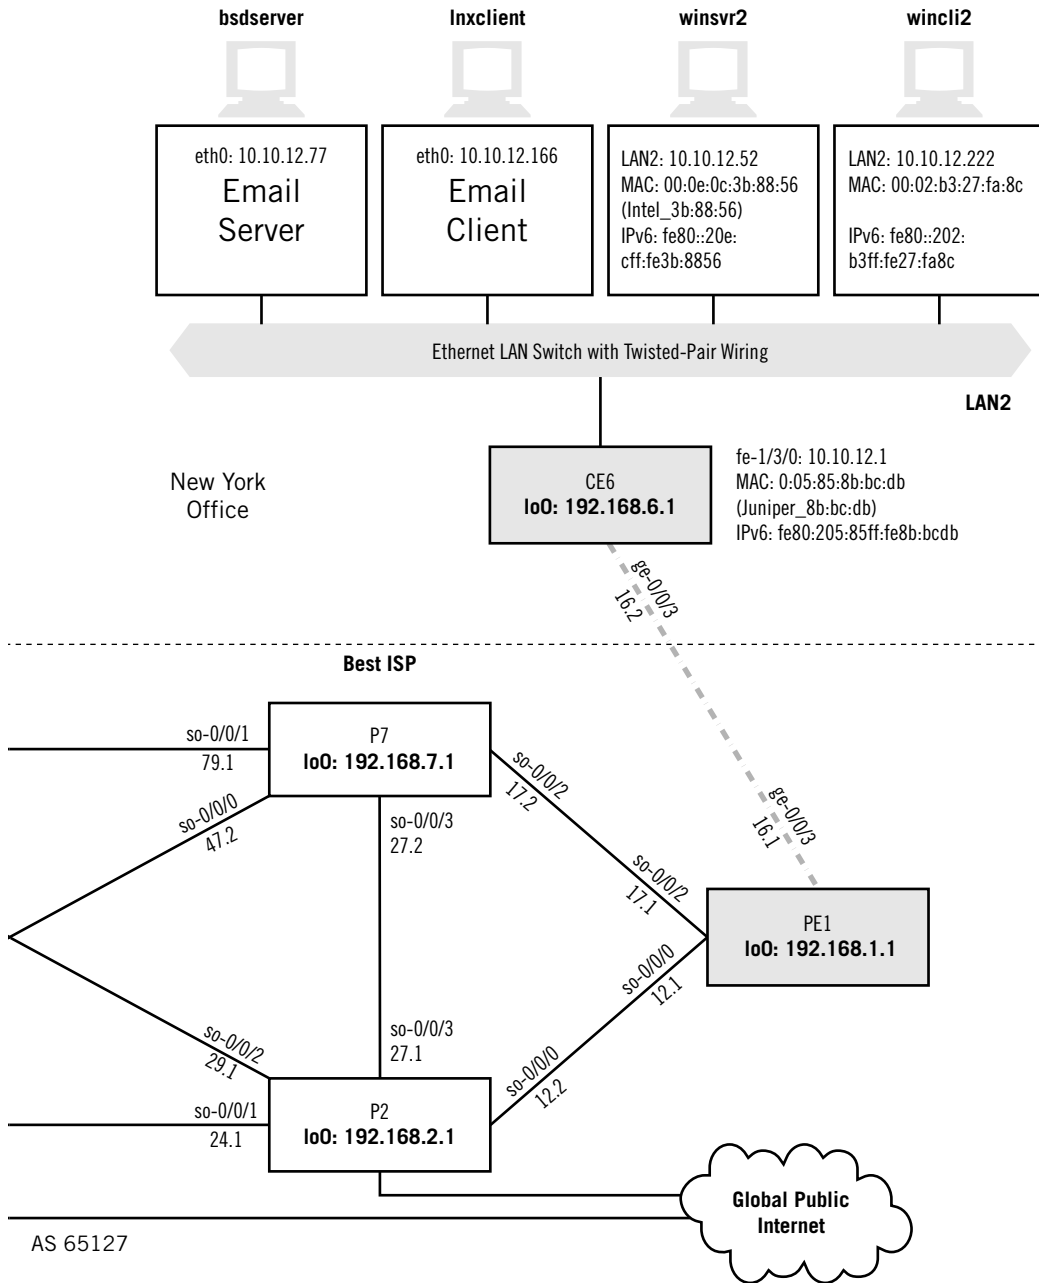 bsdserver
lnxclient
winsvr2
wincli2
eth0: 10.10.12.77
Email
Server
eth0: 10.10.12.166
Email
Client
LAN2: 10.10.12.52
MAC: 00:0e:0c:3b:88:56
(Intel_3b:88:56)
IPv6: fe80::20e:
cff:fe3b:8856
LAN2: 10.10.12.222
MAC: 00:02:b3:27:fa:8c
IPv6: fe80::202:
b3ff:fe27:fa8c
Ethernet LAN Switch with Twisted-Pair Wiring
LAN2
New York
Office
CE6
lo0: 192.168.6.1
fe-1/3/0: 10.10.12.1
MAC: 0:05:85:8b:bc:db
(Juniper_8b:bc:db)
IPv6: fe80:205:85ff:fe8b:bcdb
ge-0/0/3
16.2
Best ISP
so-0/0/1
79.1
P7
lo0: 192.168.7.1
so-0/0/2
17.2
so-0/0/0
47.2
so-0/0/3
27.2
ge-0/0/3
16.1
so-0/0/2
17.1
PE1
lo0: 192.168.1.1
so-0/0/0
12.1
so-0/0/2
29.1
so-0/0/3
27.1
so-0/0/0
12.2
so-0/0/1
24.1
P2
lo0: 192.168.2.1
Global Public
Internet
AS 65127